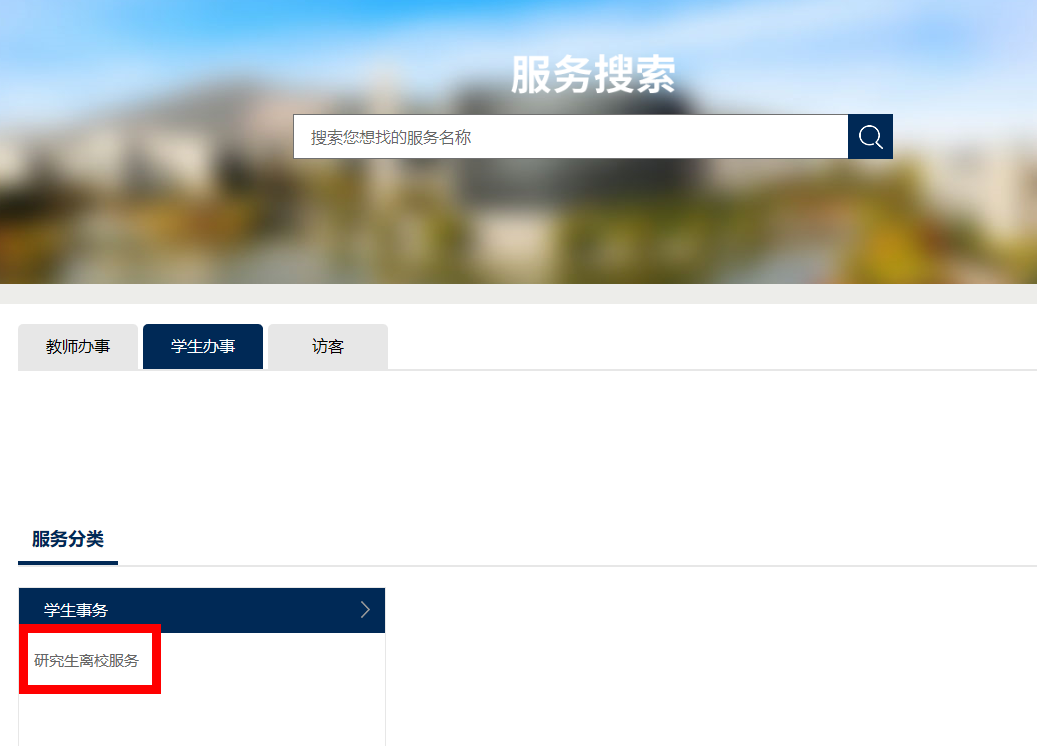 服务搜索
搜索您想找的服务名称
教师办事 学生办事 访客
服务分类
学生事务
研究生离校服务